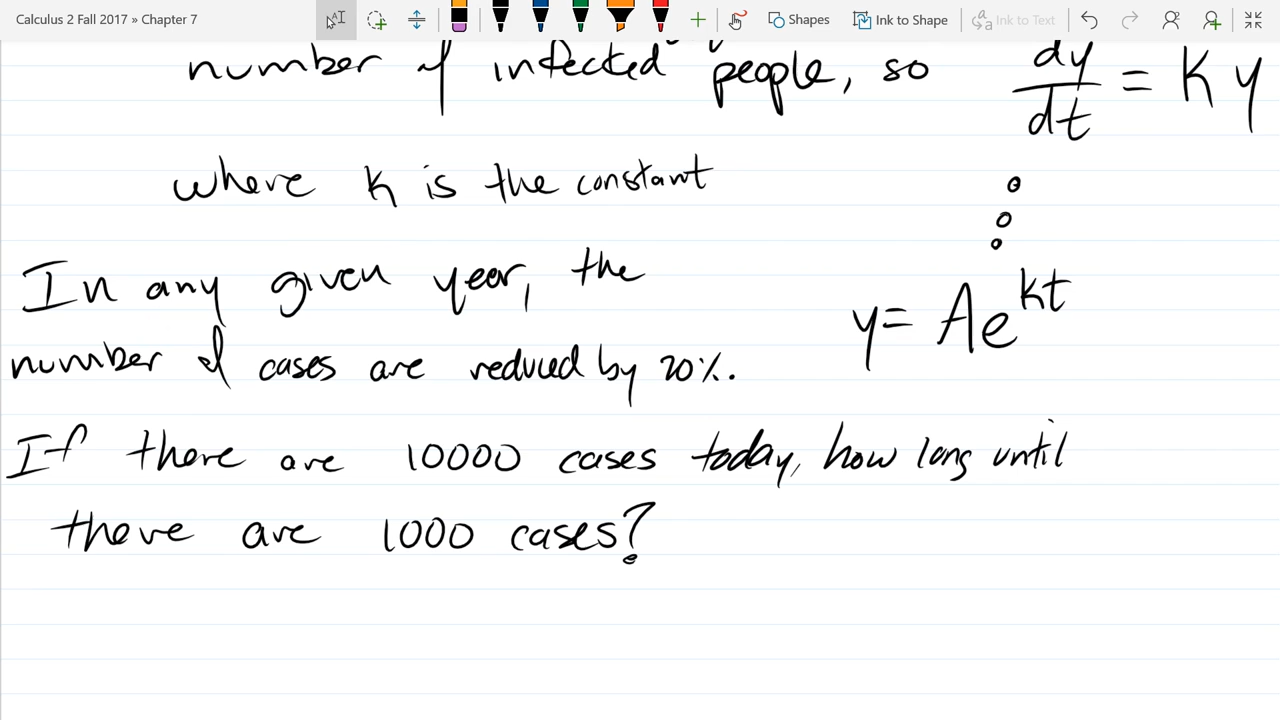 Calculus 2 Fall 2017 » Chapter 7
Shapes Ink to Shape Ink to Text
number of infected people, so dy/dt = K y
where K is the constant
In any given year, the
y = Ae^kt
number of cases are reduced by 20%.
If there are 10000 cases today, how long until
there are 1000 cases?